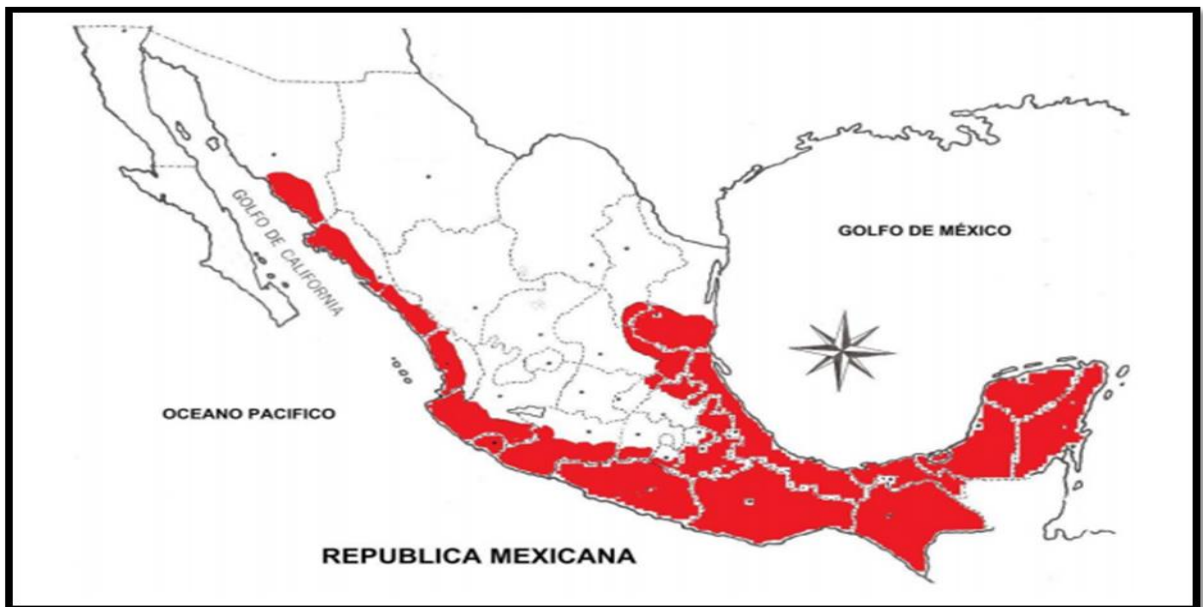 GOLFO DE CALIFORNIA
GOLFO DE MÉXICO
OCEANO PACIFICO
REPUBLICA MEXICANA